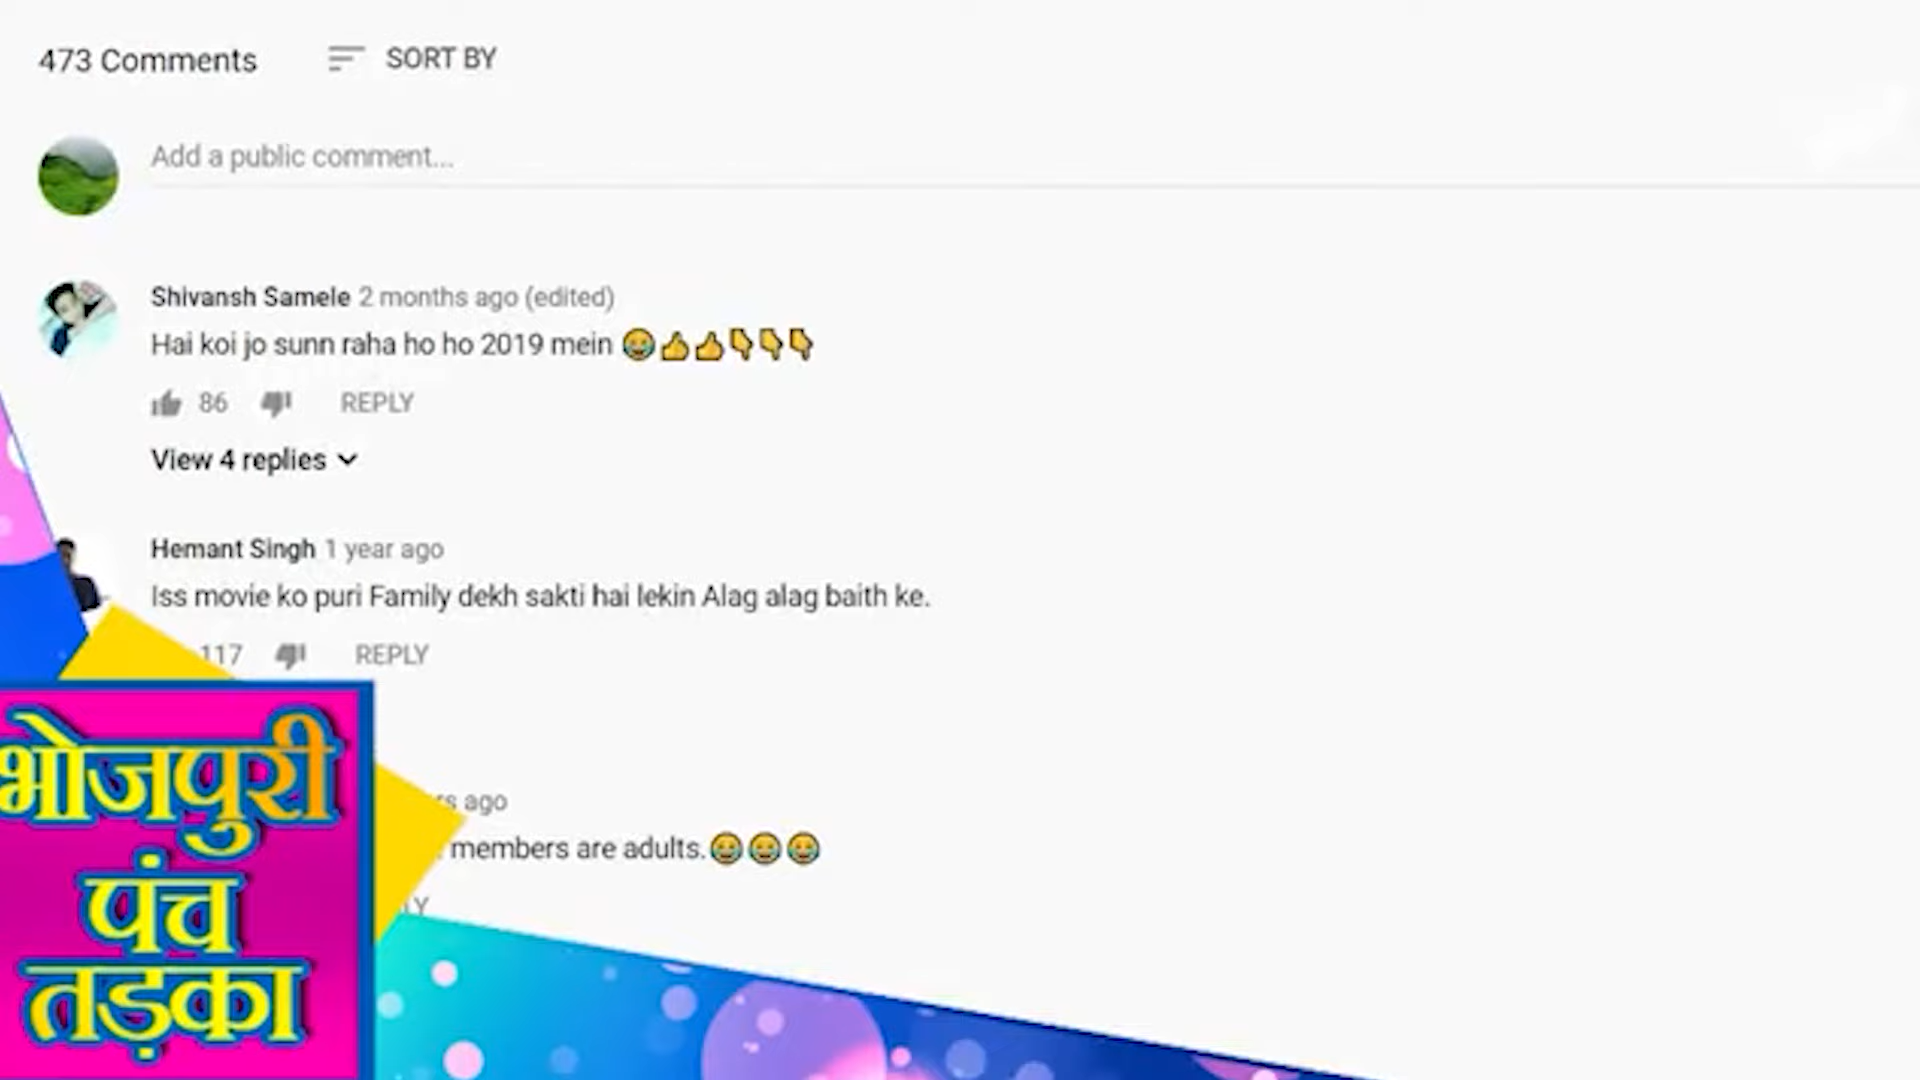 473 Comments
SORT BY
Add a public comment...
Shivansh Samele 2 months ago (edited)
Hai koi jo sunn raha ho ho 2019 mein 😂👍👍👇👇👇
86 REPLY
View 4 replies
Hemant Singh 1 year ago
Iss movie ko puri Family dekh sakti hai lekin Alag alag baith ke.
117 REPLY
ago
members are adults.😂😂😂
भोजपुरी
पंच
तड़का